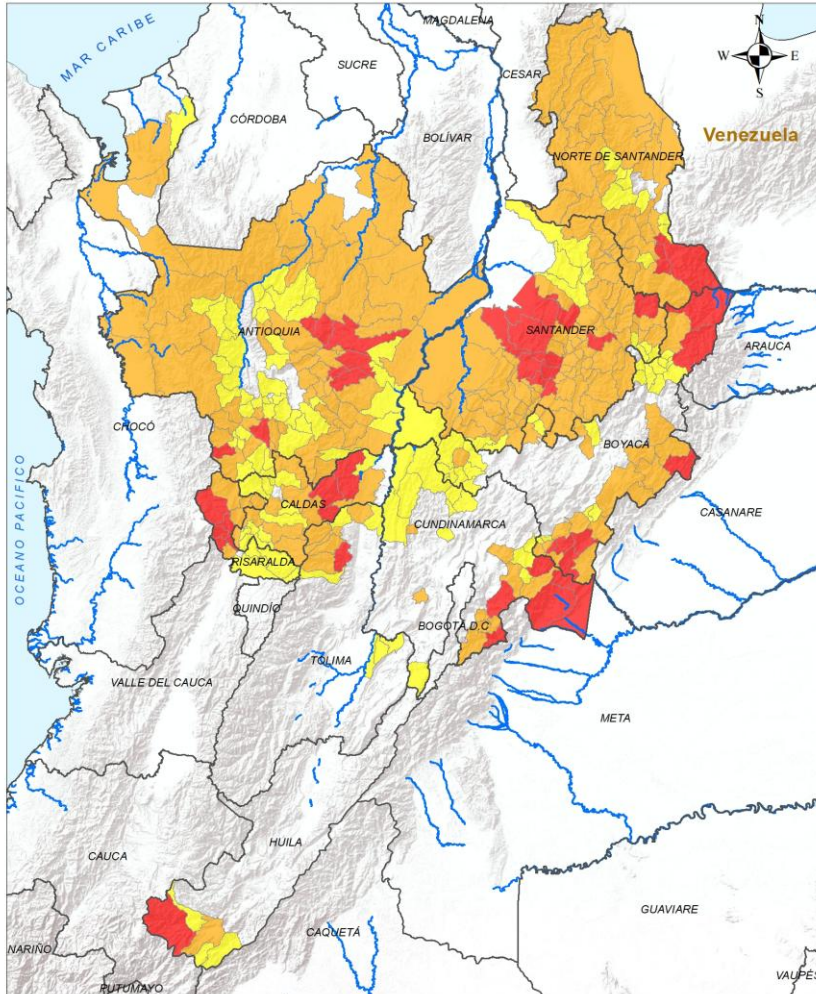 MAGDALENA
N
W E
S
MAR CARIBE
SUCRE
CESAR
CÓRDOBA
BOLÍVAR
Venezuela
NORTE DE SANTANDER
ANTIOQUIA
SANTANDER
ARAUCA
CHOCÓ
BOYACÁ
CALDAS
CUNDINAMARCA
CASANARE
OCEANO PACIFICO
RISARALDA
QUINDÍO
BOGOTÁ, D.C.
TOLIMA
VALLE DEL CAUCA
META
CAUCA
HUILA
GUAVIARE
NARIÑO
CAQUETÁ
PUTUMAYO
VAUPÉS